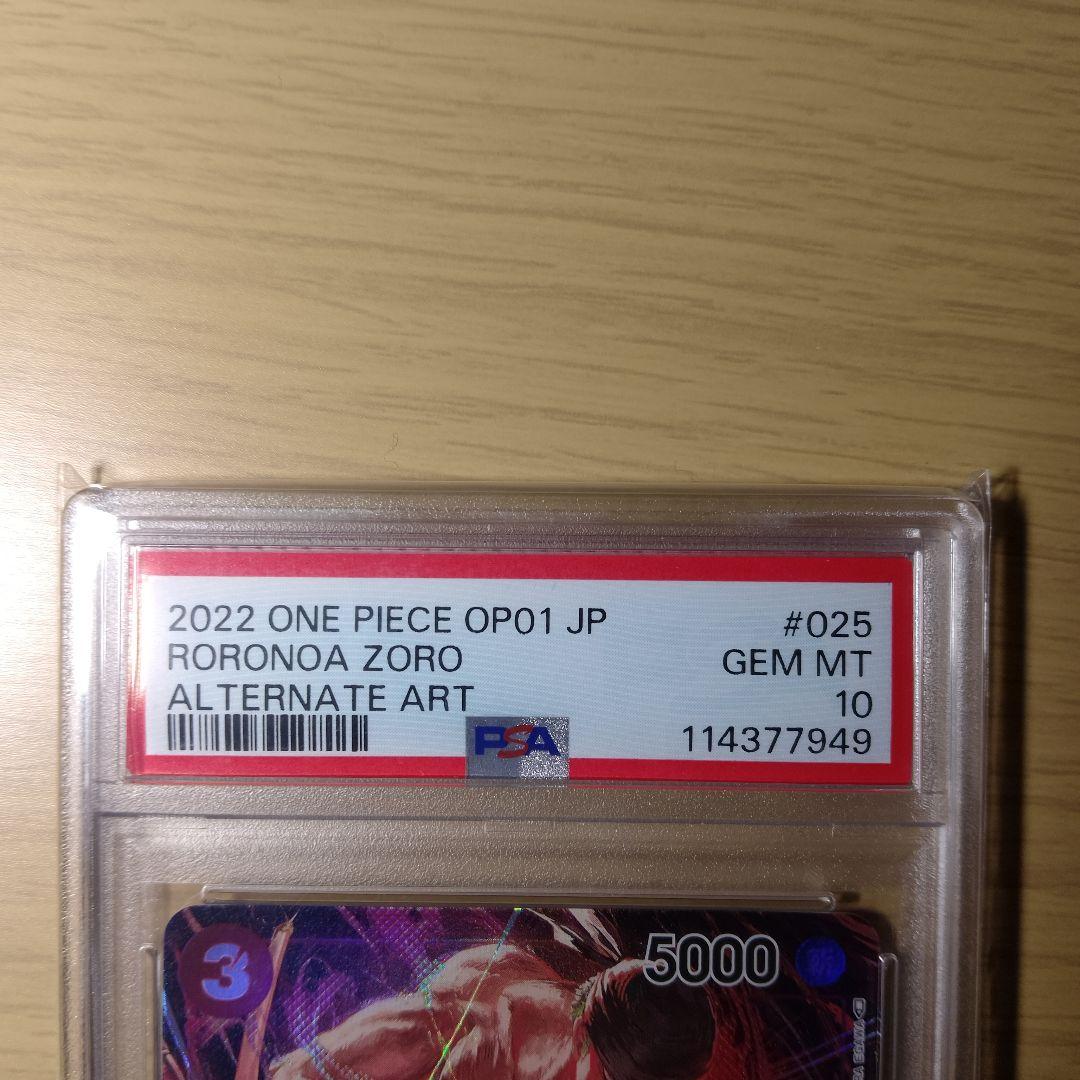 2022 ONE PIECE OP01 JP #025
RORONOA ZORO GEM MT
ALTERNATE ART 10
PSA 114377949
3 5000